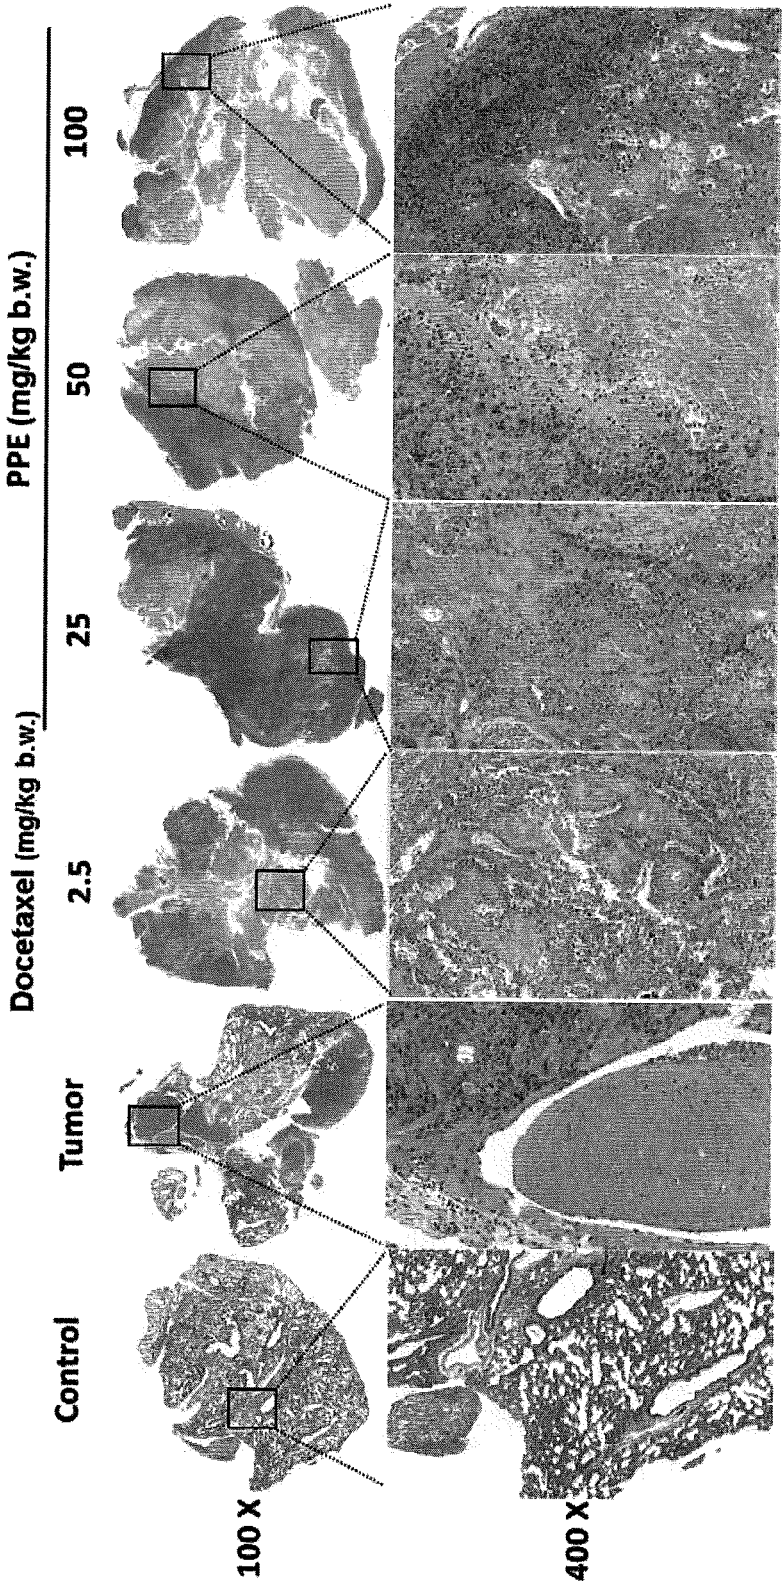 PPE (mg/kg b.w.)
Docetaxel (mg/kg b.w.)
Control
Tumor
2.5
25
50
100
100 X
400 X